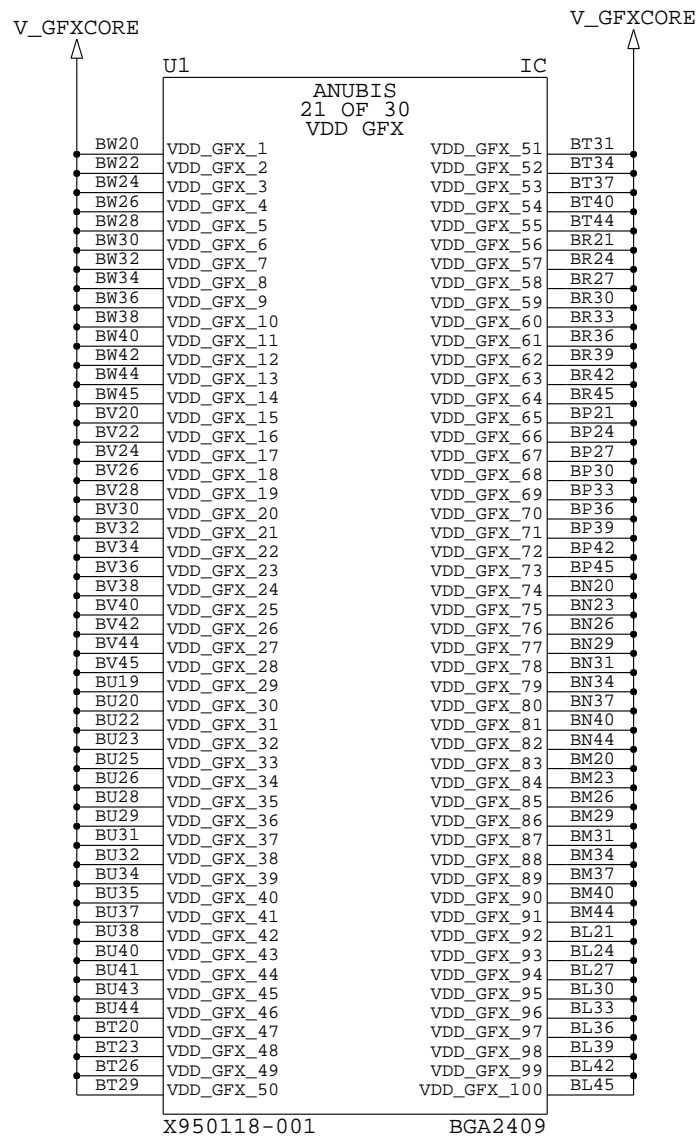 V_GFXCORE V_GFXCORE
U1 IC
ANUBIS
21 OF 30
VDD GFX
BW20 VDD_GFX_1 VDD_GFX_51 BT31
BW22 VDD_GFX_2 VDD_GFX_52 BT34
BW24 VDD_GFX_3 VDD_GFX_53 BT37
BW26 VDD_GFX_4 VDD_GFX_54 BT40
BW28 VDD_GFX_5 VDD_GFX_55 BT44
BW30 VDD_GFX_6 VDD_GFX_56 BR21
BW32 VDD_GFX_7 VDD_GFX_57 BR24
BW34 VDD_GFX_8 VDD_GFX_58 BR27
BW36 VDD_GFX_9 VDD_GFX_59 BR30
BW38 VDD_GFX_10 VDD_GFX_60 BR33
BW40 VDD_GFX_11 VDD_GFX_61 BR36
BW42 VDD_GFX_12 VDD_GFX_62 BR39
BW44 VDD_GFX_13 VDD_GFX_63 BR42
BW45 VDD_GFX_14 VDD_GFX_64 BR45
BV20 VDD_GFX_15 VDD_GFX_65 BP21
BV22 VDD_GFX_16 VDD_GFX_66 BP24
BV24 VDD_GFX_17 VDD_GFX_67 BP27
BV26 VDD_GFX_18 VDD_GFX_68 BP30
BV28 VDD_GFX_19 VDD_GFX_69 BP33
BV30 VDD_GFX_20 VDD_GFX_70 BP36
BV32 VDD_GFX_21 VDD_GFX_71 BP39
BV34 VDD_GFX_22 VDD_GFX_72 BP42
BV36 VDD_GFX_23 VDD_GFX_73 BP45
BV38 VDD_GFX_24 VDD_GFX_74 BN20
BV40 VDD_GFX_25 VDD_GFX_75 BN23
BV42 VDD_GFX_26 VDD_GFX_76 BN26
BV44 VDD_GFX_27 VDD_GFX_77 BN29
BV45 VDD_GFX_28 VDD_GFX_78 BN31
BU19 VDD_GFX_29 VDD_GFX_79 BN34
BU20 VDD_GFX_30 VDD_GFX_80 BN37
BU22 VDD_GFX_31 VDD_GFX_81 BN40
BU23 VDD_GFX_32 VDD_GFX_82 BN44
BU25 VDD_GFX_33 VDD_GFX_83 BM20
BU26 VDD_GFX_34 VDD_GFX_84 BM23
BU28 VDD_GFX_35 VDD_GFX_85 BM26
BU29 VDD_GFX_36 VDD_GFX_86 BM29
BU31 VDD_GFX_37 VDD_GFX_87 BM31
BU32 VDD_GFX_38 VDD_GFX_88 BM34
BU34 VDD_GFX_39 VDD_GFX_89 BM37
BU35 VDD_GFX_40 VDD_GFX_90 BM40
BU37 VDD_GFX_41 VDD_GFX_91 BM44
BU38 VDD_GFX_42 VDD_GFX_92 BL21
BU40 VDD_GFX_43 VDD_GFX_93 BL24
BU41 VDD_GFX_44 VDD_GFX_94 BL27
BU43 VDD_GFX_45 VDD_GFX_95 BL30
BU44 VDD_GFX_46 VDD_GFX_96 BL33
BT20 VDD_GFX_47 VDD_GFX_97 BL36
BT23 VDD_GFX_48 VDD_GFX_98 BL39
BT26 VDD_GFX_49 VDD_GFX_99 BL42
BT29 VDD_GFX_50 VDD_GFX_100 BL45
X950118-001 BGA2409